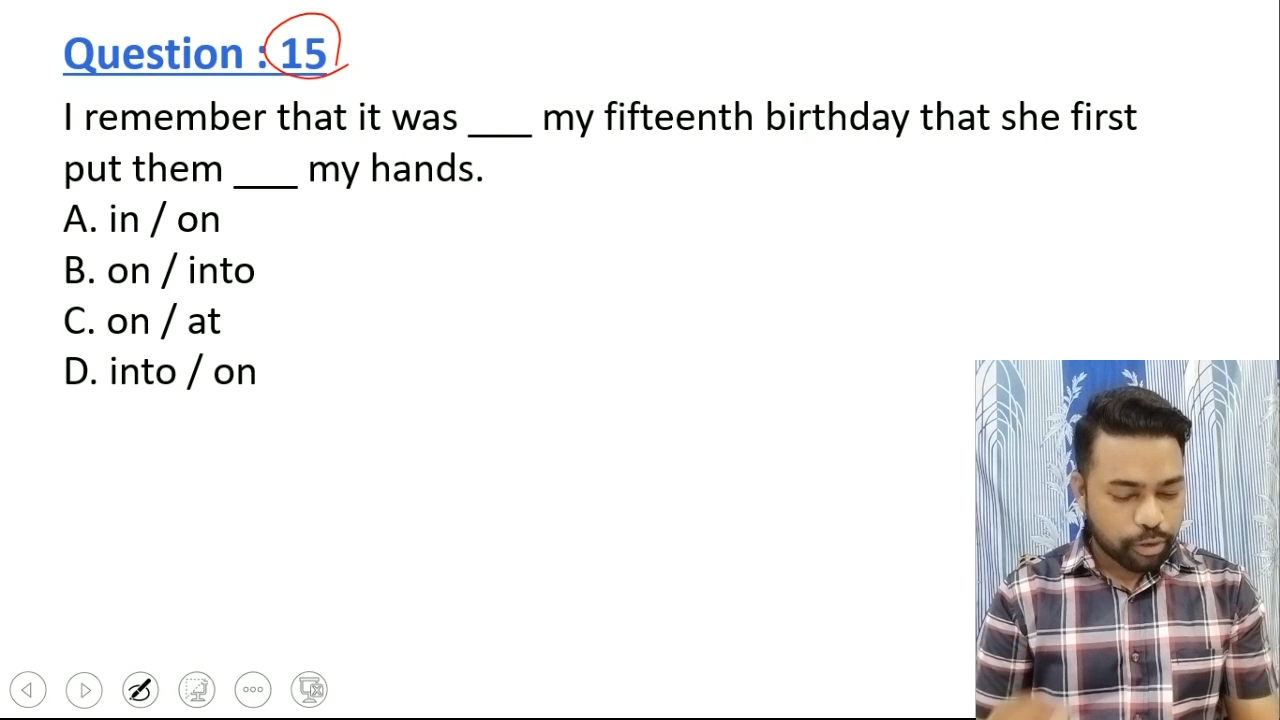 Question : 15
I remember that it was ___ my fifteenth birthday that she first
put them ___ my hands.
A. in / on
B. on / into
C. on / at
D. into / on